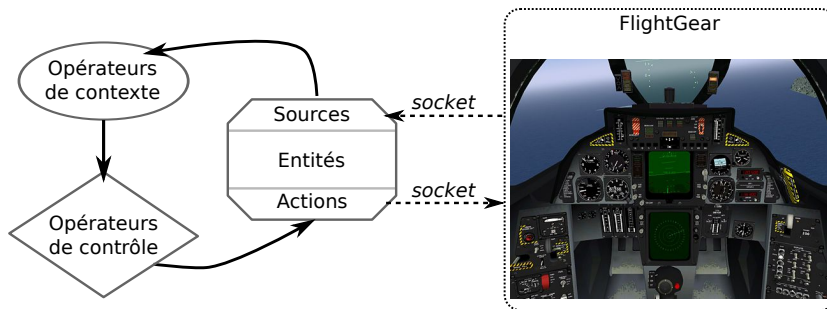 FlightGear
Opérateurs
de contexte
Sources
socket
Entités
Actions
socket
Opérateurs
de contrôle